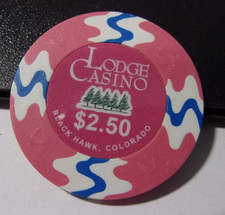 LODGE
CASINO
$2.50
BLACK HAWK, COLORADO